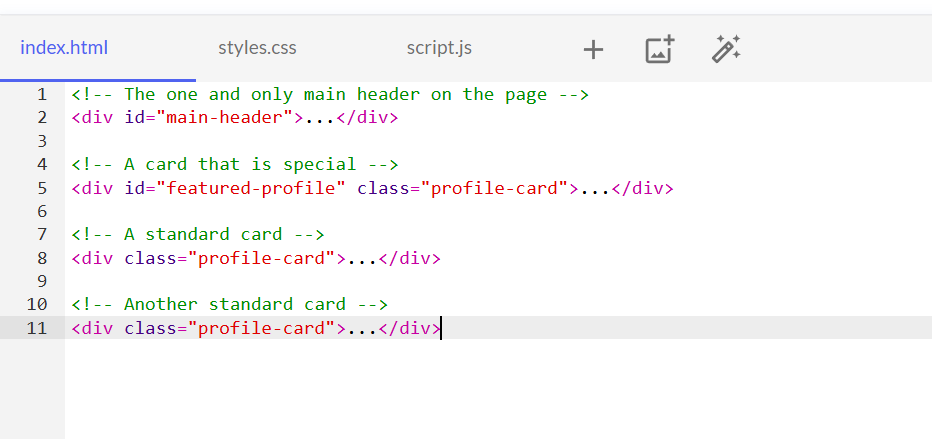 index.html styles.css script.js
1 <!-- The one and only main header on the page -->
2 <div id="main-header">...</div>
3
4 <!-- A card that is special -->
5 <div id="featured-profile" class="profile-card">...</div>
6
7 <!-- A standard card -->
8 <div class="profile-card">...</div>
9
10 <!-- Another standard card -->
11 <div class="profile-card">...</div>